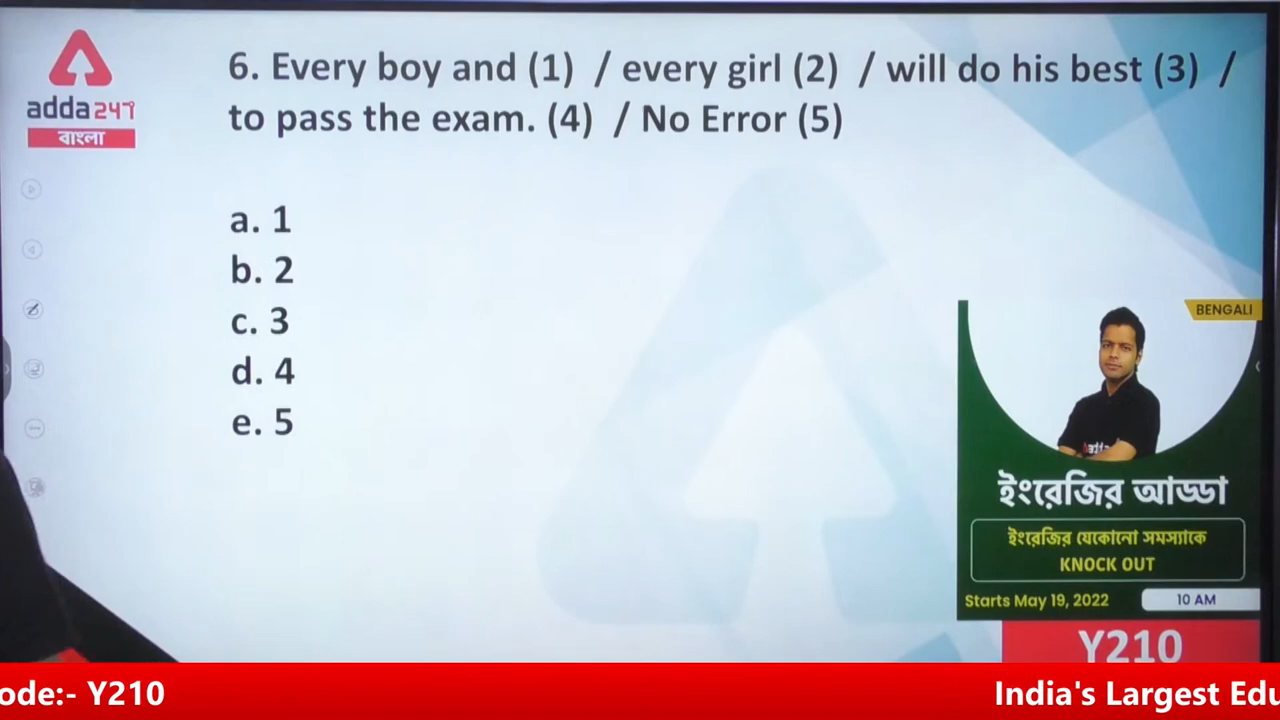 adda247
বাংলা
6. Every boy and (1) / every girl (2) / will do his best (3) /
to pass the exam. (4) / No Error (5)
a. 1
b. 2
c. 3
d. 4
e. 5
BENGALI
ইংরেজির আড্ডা
ইংরেজির যেকোনো সমস্যাকে
KNOCK OUT
Starts May 19, 2022
10 AM
Y210
ode:- Y210
India's Largest Edu